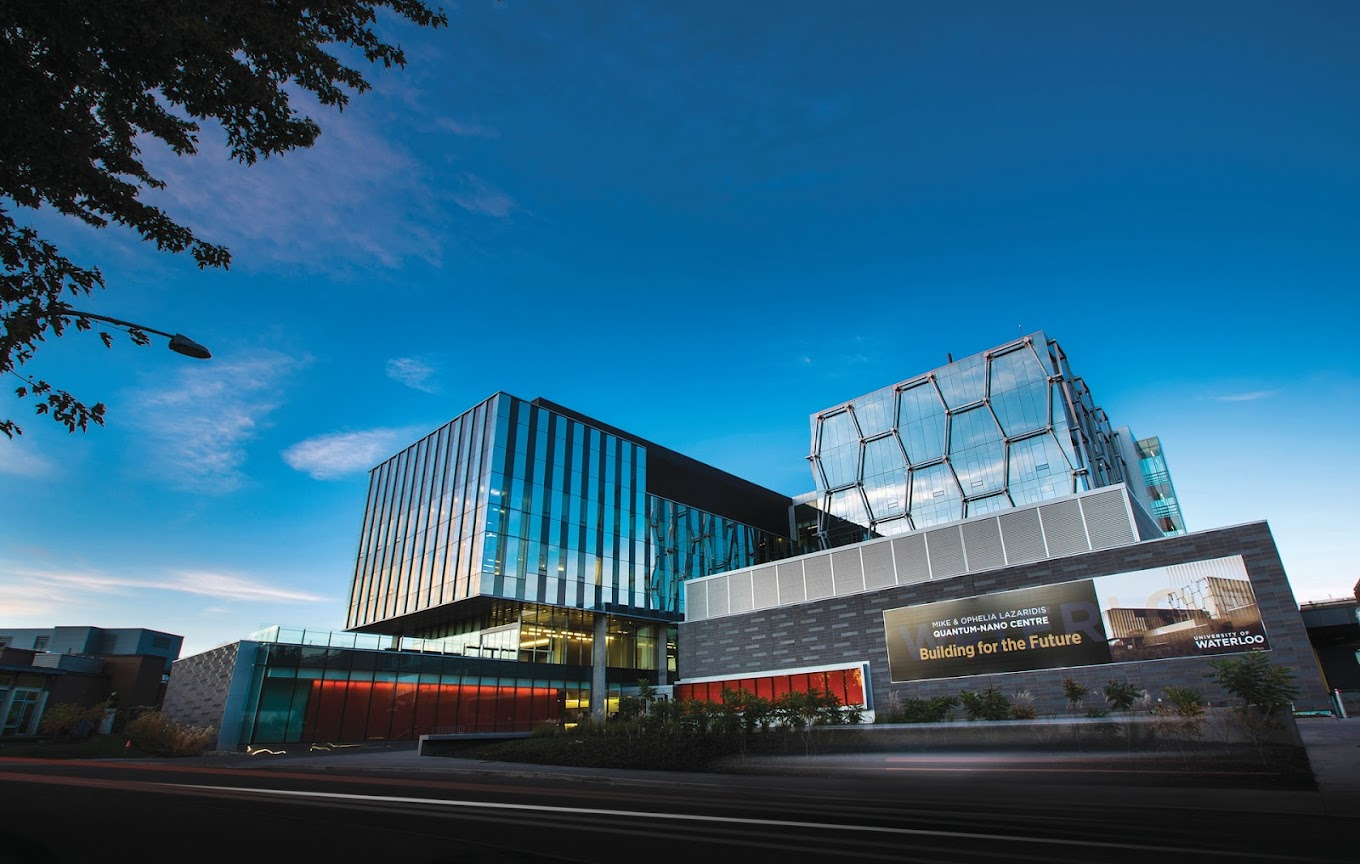 MIKE & OPHELIA LAZARIDIS
QUANTUM-NANO CENTRE
Building for the Future
UNIVERSITY OF
WATERLOO